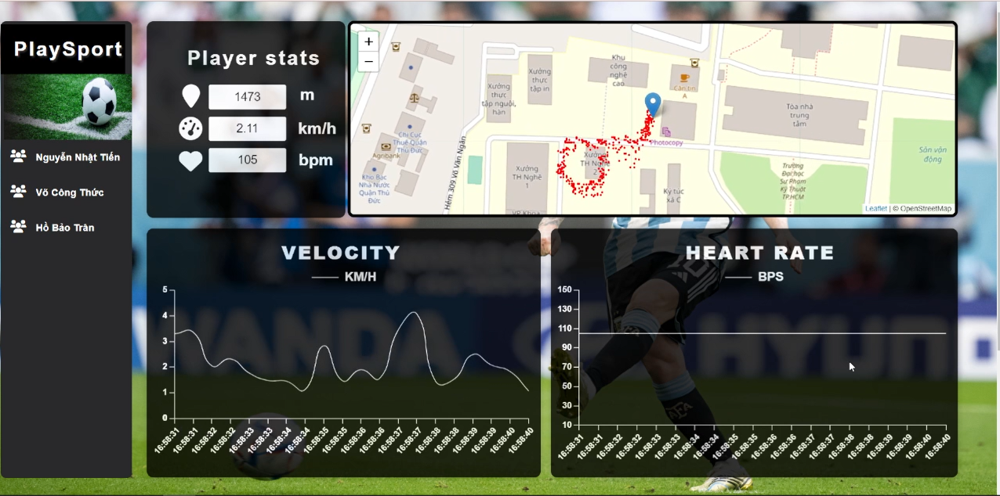 PlaySport
Nguyễn Nhật Tiến
Võ Công Thức
Hồ Bảo Trân
Player stats
1473 m
2.11 km/h
105 bpm
+
−
Khu
công
nghệ
cao
Xưởng
thực
tập in
Xưởng
thực
tập nguội,
hàn
Căn tin
A
Tòa nhà
trung
tâm
Chi Cục
Thuế Quận
Thủ Đức
Agribank
Kho Bạc
Nhà Nước
Quận Thủ
Đức
Hẻm 309 Võ Văn Ngân
Photocopy
Xưởng
TH Nghề
1
Xưởng
TH Nghề
2
Ký túc
xá C
Trường
Đại học
Sư Phạm
Kỹ Thuật
TP.HCM
Sân vận
động
Leaflet | © OpenStreetMap
VELOCITY
KM/H
5
4
3
2
1
0
16:58:31 16:58:31 16:58:32 16:58:32 16:58:33 16:58:33 16:58:34 16:58:34 16:58:35 16:58:35 16:58:36 16:58:36 16:58:37 16:58:37 16:58:38 16:58:38 16:58:39 16:58:39 16:58:40 16:58:40
HEART RATE
BPS
150
130
110
90
70
50
30
10
16:58:31 16:58:31 16:58:32 16:58:32 16:58:33 16:58:33 16:58:34 16:58:34 16:58:35 16:58:35 16:58:36 16:58:36 16:58:37 16:58:37 16:58:38 16:58:38 16:58:39 16:58:39 16:58:40 16:58:40
WANDA
HYUN
10
AFA